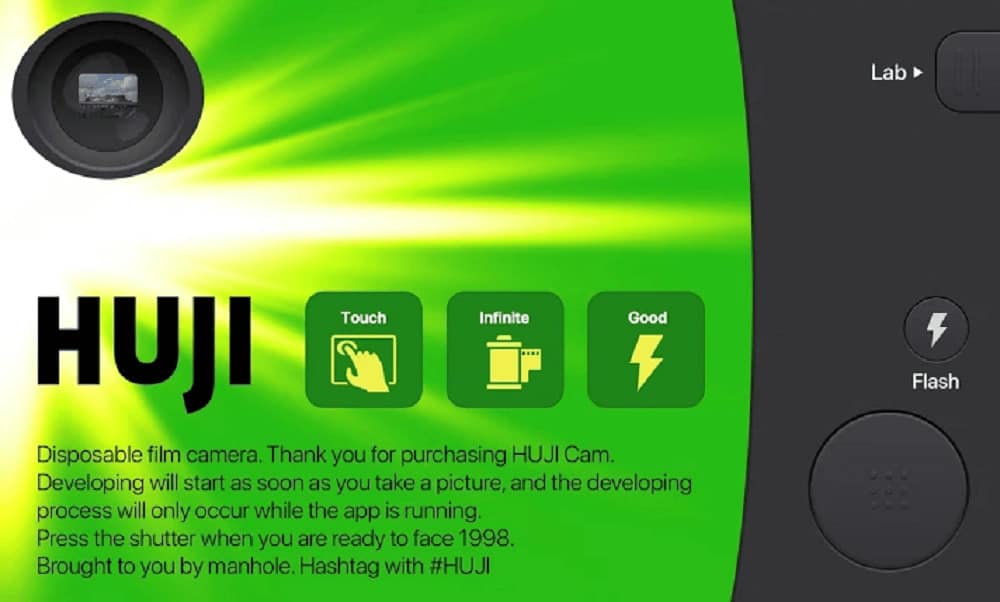 Lab
HUJI
Touch
Infinite
Good
Flash
Disposable film camera. Thank you for purchasing HUJI Cam.
Developing will start as soon as you take a picture, and the developing
process will only occur while the app is running.
Press the shutter when you are ready to face 1998.
Brought to you by manhole. Hashtag with #HUJI